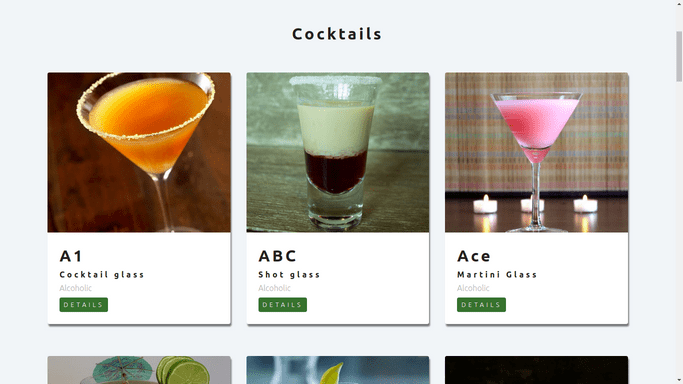 Cocktails
A1
Cocktail glass
Alcoholic
DETAILS
ABC
Shot glass
Alcoholic
DETAILS
Ace
Martini Glass
Alcoholic
DETAILS